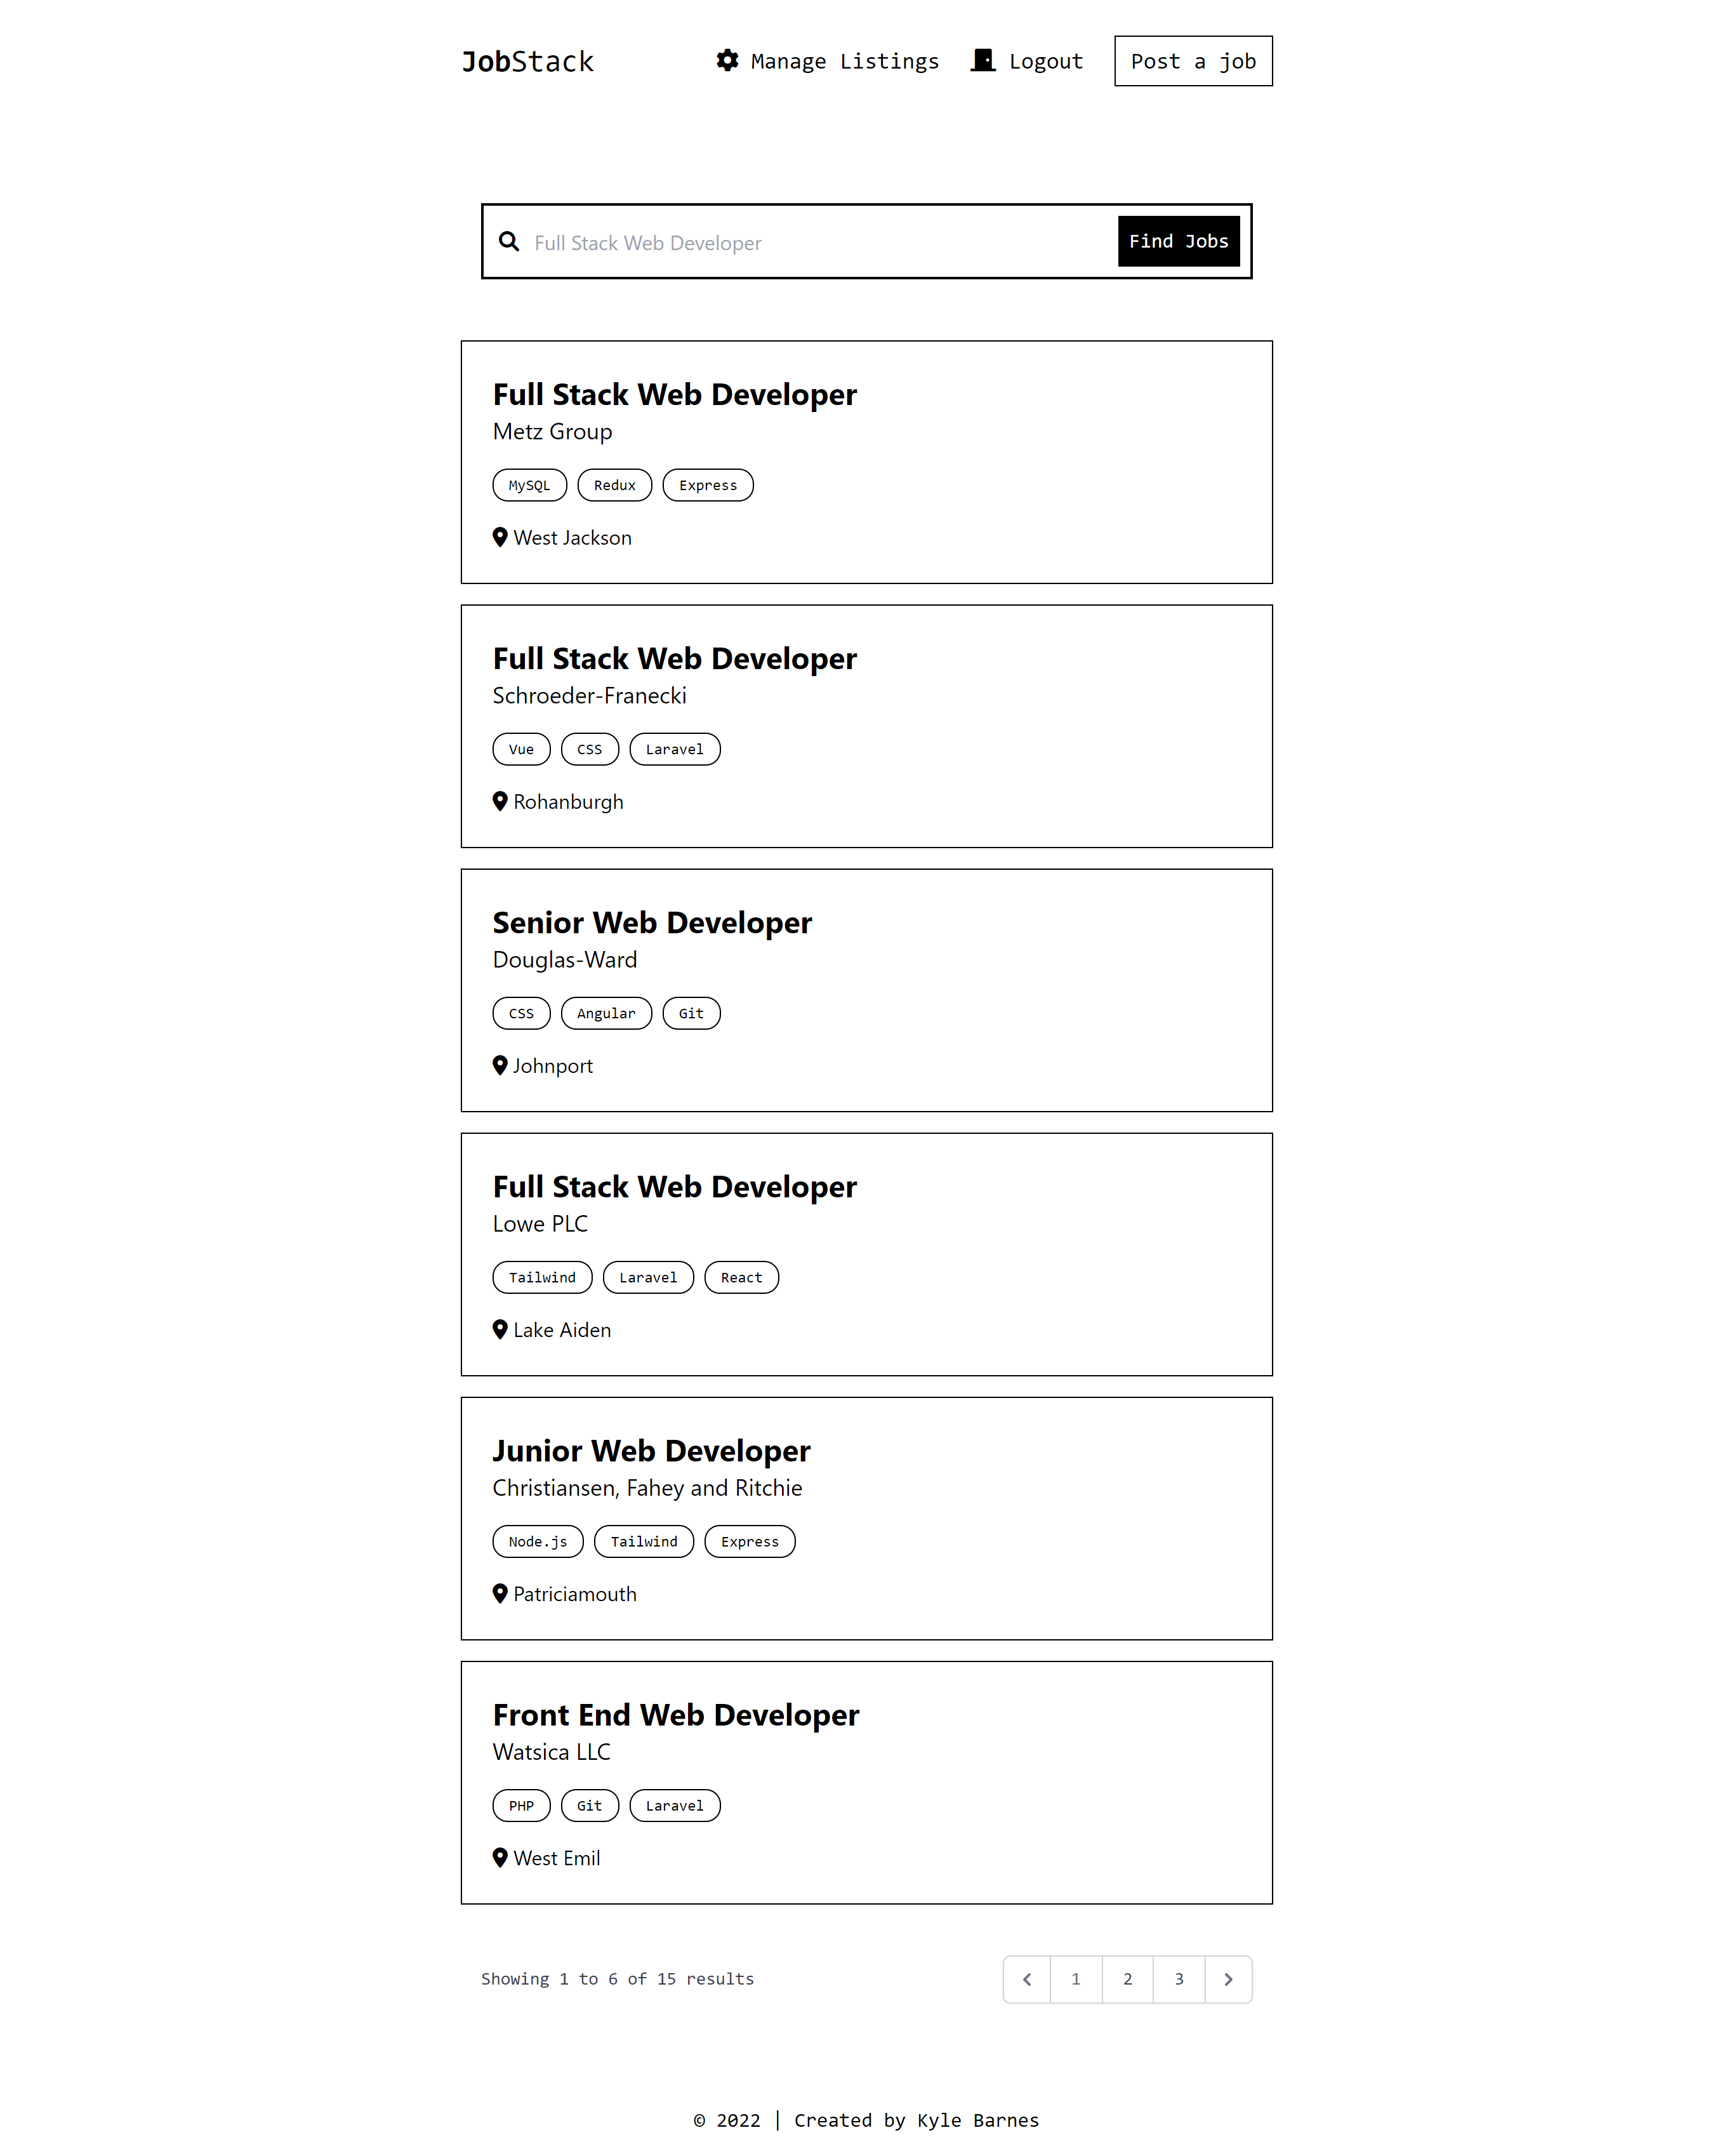 JobStack
Manage Listings
Logout
Post a job
Full Stack Web Developer
Find Jobs
Full Stack Web Developer
Metz Group
MySQL Redux Express
West Jackson
Full Stack Web Developer
Schroeder-Franecki
Vue CSS Laravel
Rohanburgh
Senior Web Developer
Douglas-Ward
CSS Angular Git
Johnport
Full Stack Web Developer
Lowe PLC
Tailwind Laravel React
Lake Aiden
Junior Web Developer
Christiansen, Fahey and Ritchie
Node.js Tailwind Express
Patriciamouth
Front End Web Developer
Watsica LLC
PHP Git Laravel
West Emil
Showing 1 to 6 of 15 results
1 2 3
© 2022 | Created by Kyle Barnes